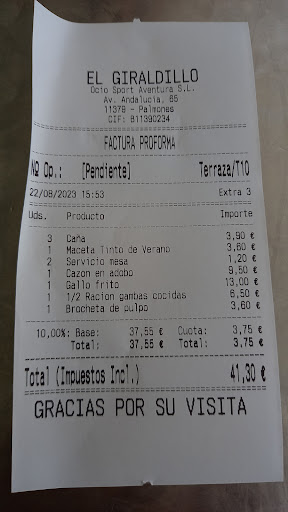 EL GIRALDILLO
Ocio Sport Aventura S.L.
Av. Andalucia, 65
11379 - Palmones
CIF: B11390234
FACTURA PROFORMA
Nº Op.: [Pendiente] Terraza/T10
22/08/2023 15:53 Extra 3
Uds. Producto Importe
3 Caña 3,90 €
1 Maceta Tinto de Verano 3,60 €
2 Servicio mesa 1,20 €
1 Cazon en adobo 9,50 €
1 Gallo frito 13,00 €
1 1/2 Racion gambas cocidas 6,50 €
1 Brocheta de pulpo 3,60 €
10,00%: Base: 37,55 € Cuota: 3,75 €
Total: 37,55 € Total: 3,75 €
Total (Impuestos Incl.) 41,30 €
GRACIAS POR SU VISITA